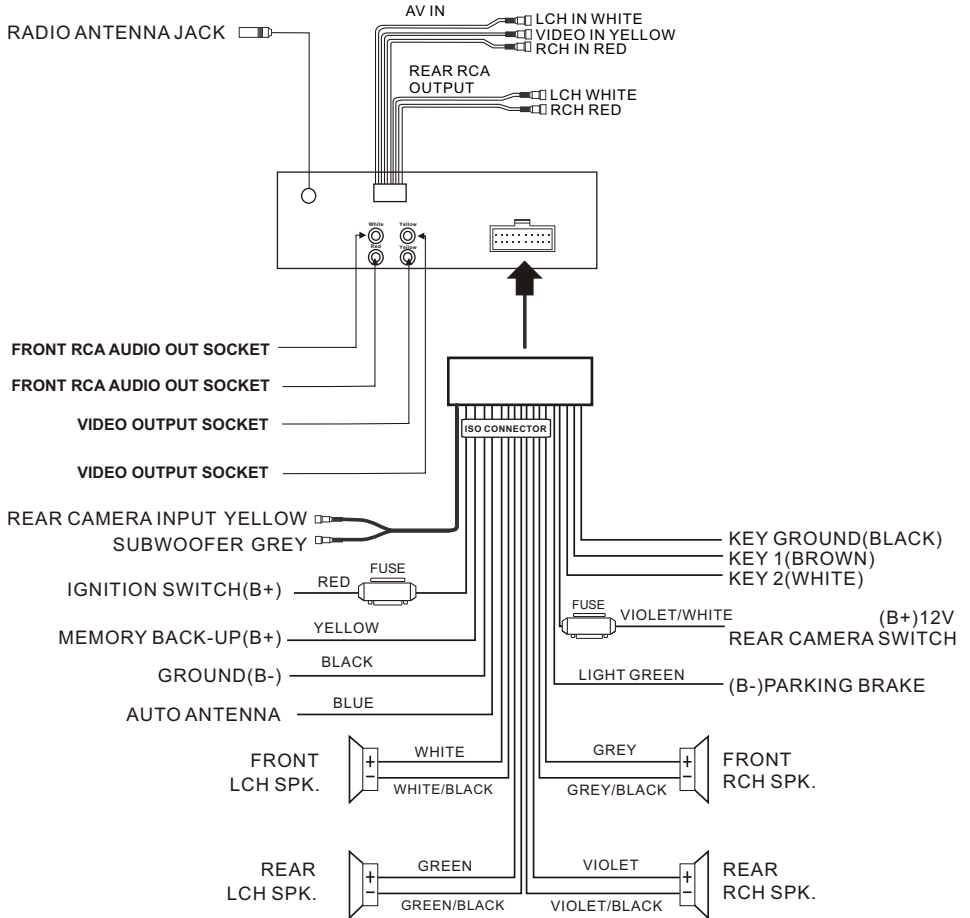 AV IN
LCH IN WHITE
VIDEO IN YELLOW
RCH IN RED
RADIO ANTENNA JACK
REAR RCA
OUTPUT
LCH WHITE
RCH RED
White
Yellow
Red
Yellow
FRONT RCA AUDIO OUT SOCKET
FRONT RCA AUDIO OUT SOCKET
VIDEO OUTPUT SOCKET
VIDEO OUTPUT SOCKET
ISO CONNECTOR
REAR CAMERA INPUT YELLOW
SUBWOOFER GREY
IGNITION SWITCH(B+)
RED
FUSE
MEMORY BACK-UP(B+)
YELLOW
GROUND(B-)
BLACK
AUTO ANTENNA
BLUE
KEY GROUND(BLACK)
KEY 1(BROWN)
KEY 2(WHITE)
FUSE
VIOLET/WHITE
(B+)12V
REAR CAMERA SWITCH
LIGHT GREEN
(B-)PARKING BRAKE
FRONT
LCH SPK.
+
−
WHITE
WHITE/BLACK
GREY
GREY/BLACK
+
−
FRONT
RCH SPK.
REAR
LCH SPK.
+
−
GREEN
GREEN/BLACK
VIOLET
VIOLET/BLACK
+
−
REAR
RCH SPK.